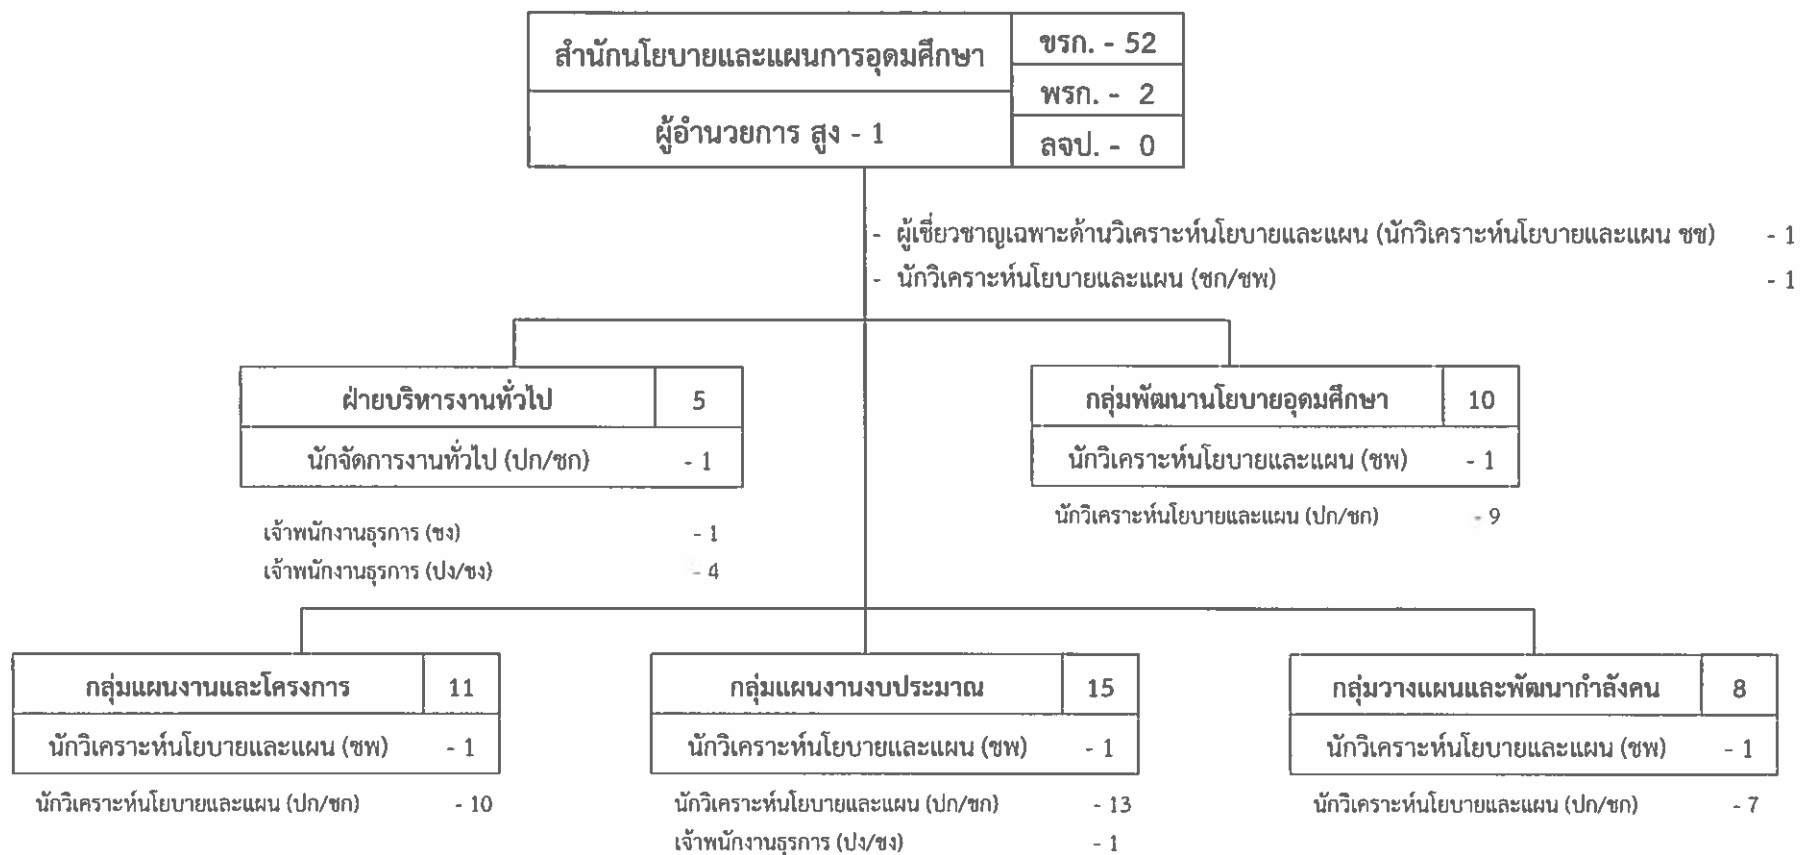 สำนักนโยบายและแผนการอุดมศึกษา
ขรก. - 52
พรก. - 2
ผู้อำนวยการ สูง - 1
ลจป. - 0
- ผู้เชี่ยวชาญเฉพาะด้านวิเคราะห์นโยบายและแผน (นักวิเคราะห์นโยบายและแผน ชช) - 1
- นักวิเคราะห์นโยบายและแผน (ชก/ชพ) - 1
ฝ่ายบริหารงานทั่วไป 5
นักจัดการงานทั่วไป (ปก/ชก) - 1
เจ้าพนักงานธุรการ (ชง) - 1
เจ้าพนักงานธุรการ (ปง/ชง) - 4
กลุ่มพัฒนานโยบายอุดมศึกษา 10
นักวิเคราะห์นโยบายและแผน (ชพ) - 1
นักวิเคราะห์นโยบายและแผน (ปก/ชก) - 9
กลุ่มแผนงานและโครงการ 11
นักวิเคราะห์นโยบายและแผน (ชพ) - 1
นักวิเคราะห์นโยบายและแผน (ปก/ชก) - 10
กลุ่มแผนงานงบประมาณ 15
นักวิเคราะห์นโยบายและแผน (ชพ) - 1
นักวิเคราะห์นโยบายและแผน (ปก/ชก) - 13
เจ้าพนักงานธุรการ (ปง/ชง) - 1
กลุ่มวางแผนและพัฒนากำลังคน 8
นักวิเคราะห์นโยบายและแผน (ชพ) - 1
นักวิเคราะห์นโยบายและแผน (ปก/ชก) - 7